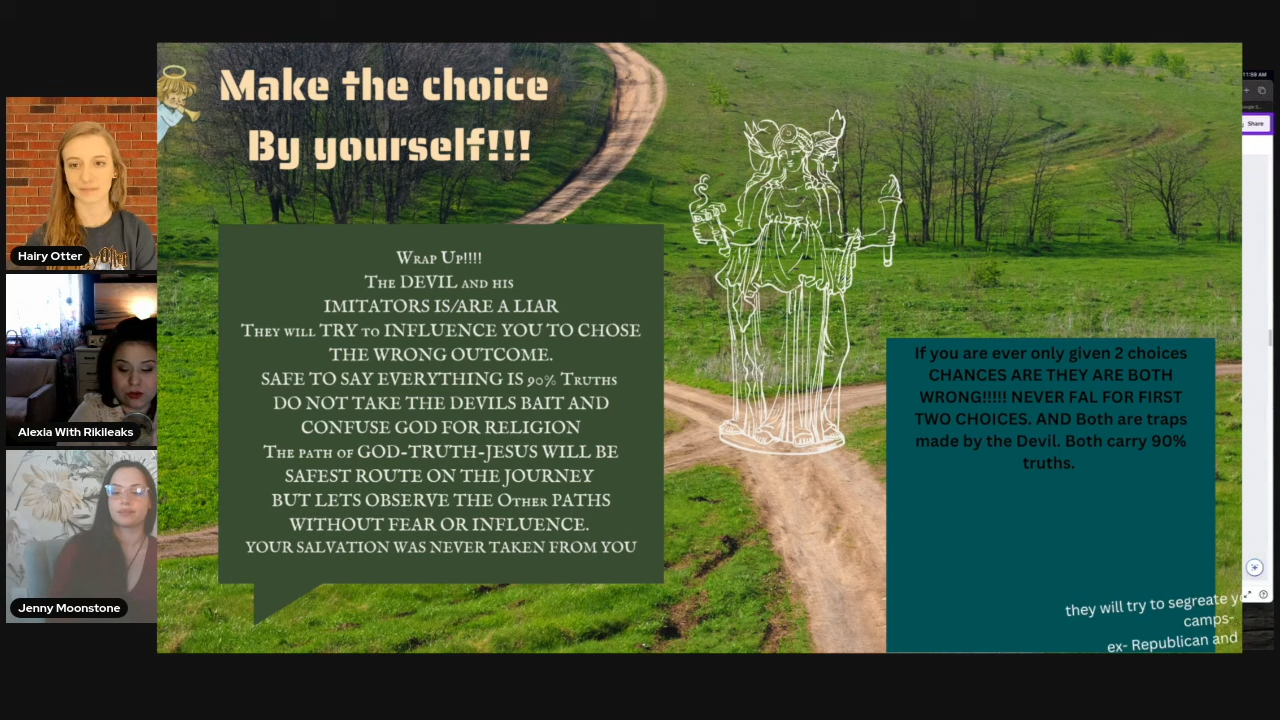 Make the choice
By yourself!!!
Wrap Up!!!!
The DEVIL and his
IMITATORS IS/ARE A LIAR
They will TRY to INFLUENCE YOU TO CHOSE
THE WRONG OUTCOME.
SAFE TO SAY EVERYTHING IS 90% Truths
DO NOT TAKE THE DEVILS BAIT AND
CONFUSE GOD FOR RELIGION
The path of GOD-TRUTH-JESUS WILL BE
SAFEST ROUTE ON THE JOURNEY
BUT LETS OBSERVE THE Other PATHS
WITHOUT FEAR OR INFLUENCE.
YOUR SALVATION WAS NEVER TAKEN FROM YOU
If you are ever only given 2 choices
CHANCES ARE THEY ARE BOTH
WRONG!!!!! NEVER FAL FOR FIRST
TWO CHOICES. AND Both are traps
made by the Devil. Both carry 90%
truths.
they will try to segreate y
camps-
ex- Republican and
Hairy Otter
Alexia With Rikileaks
Jenny Moonstone
11:59 AM
Share